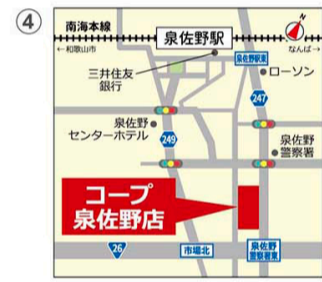 ④
南海本線
泉佐野駅
←和歌山市
なんば→
三井住友
銀行
泉佐野駅東
ローソン
247
泉佐野
センターホテル
249
泉佐野
警察署
コープ
泉佐野店
26
市場北
泉佐野
警察署東